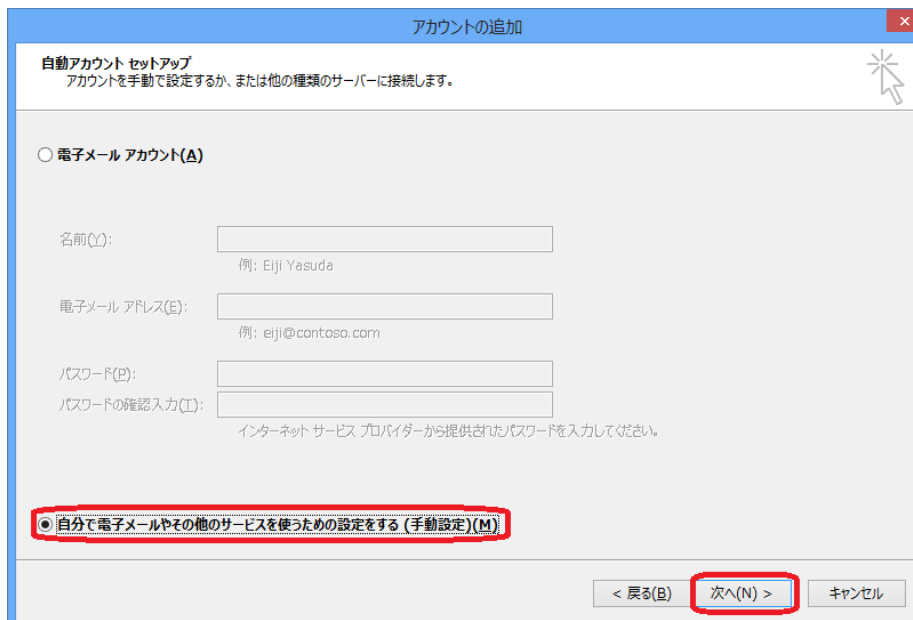 アカウントの追加
自動アカウント セットアップ
アカウントを手動で設定するか、または他の種類のサーバーに接続します。
電子メール アカウント(A)
名前(Y):
例: Eiji Yasuda
電子メール アドレス(E):
例: eiji@contoso.com
パスワード(P):
パスワードの確認入力(T):
インターネット サービス プロバイダーから提供されたパスワードを入力してください。
自分で電子メールやその他のサービスを使うための設定をする (手動設定)(M)
< 戻る(B) 次へ(N) > キャンセル